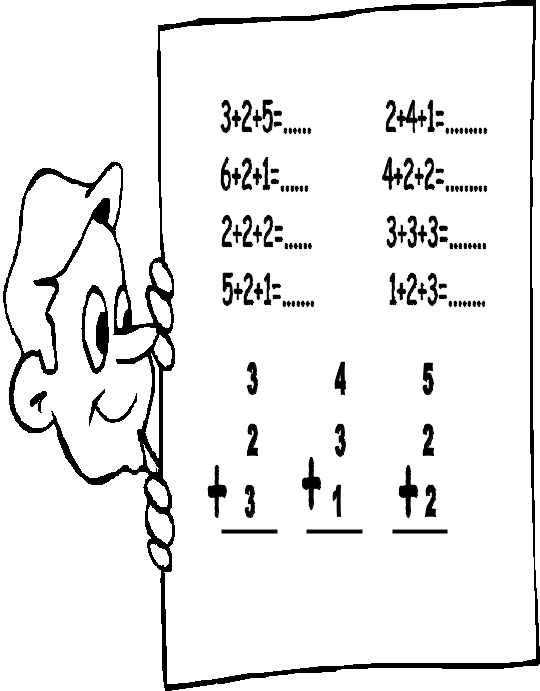 3+2+5=...... 2+4+1=.........
6+2+1=...... 4+2+2=.........
2+2+2=...... 3+3+3=........
5+2+1=....... 1+2+3=........
3 4 5
2 3 2
+ 3 + 1 + 2